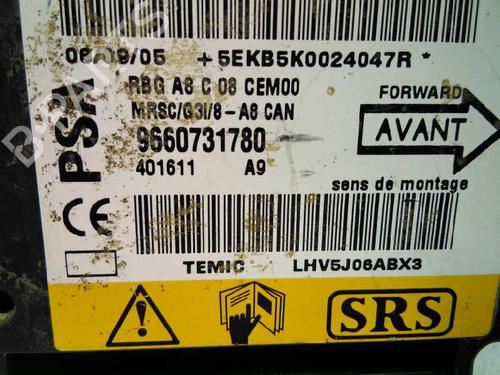 06/09/05 +5EKB5K0024047R*
PSA
RBG A8 C 08 CEM00
MRSC/G3I/8-A8 CAN
9660731780
401611 A9
FORWARD
AVANT
sens de montage
CE
TEMIC LHV5J06ABX3
SRS